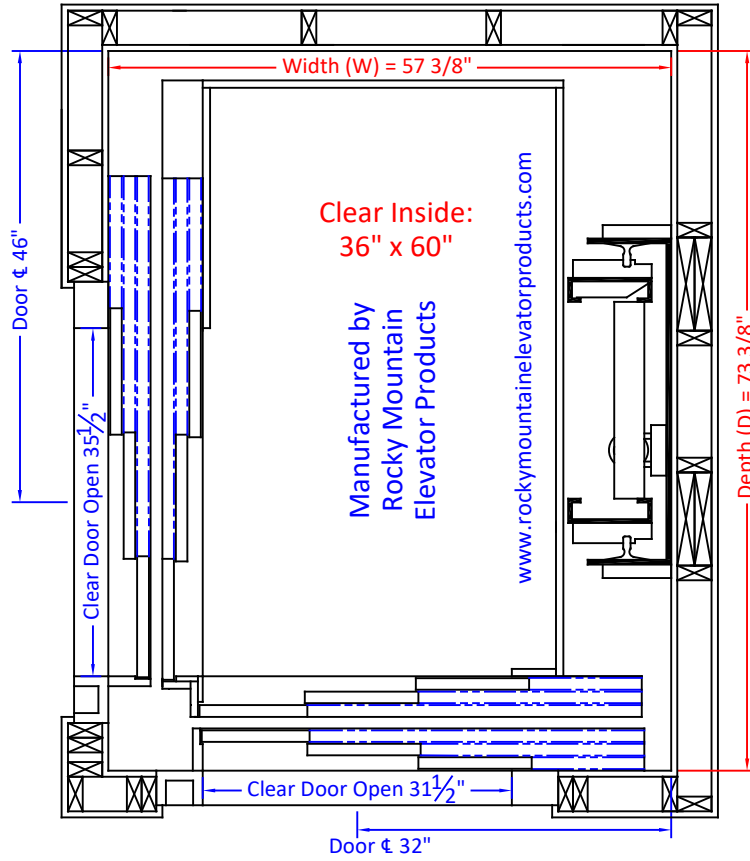 Width (W) = 57 3/8"
Clear Inside:
36" x 60"
Manufactured by
Rocky Mountain
Elevator Products
www.rockymountainelevatorproducts.com
Door ℄ 46"
Clear Door Open 35½"
Depth (D) = 73 3/8"
Clear Door Open 31½"
Door ℄ 32"